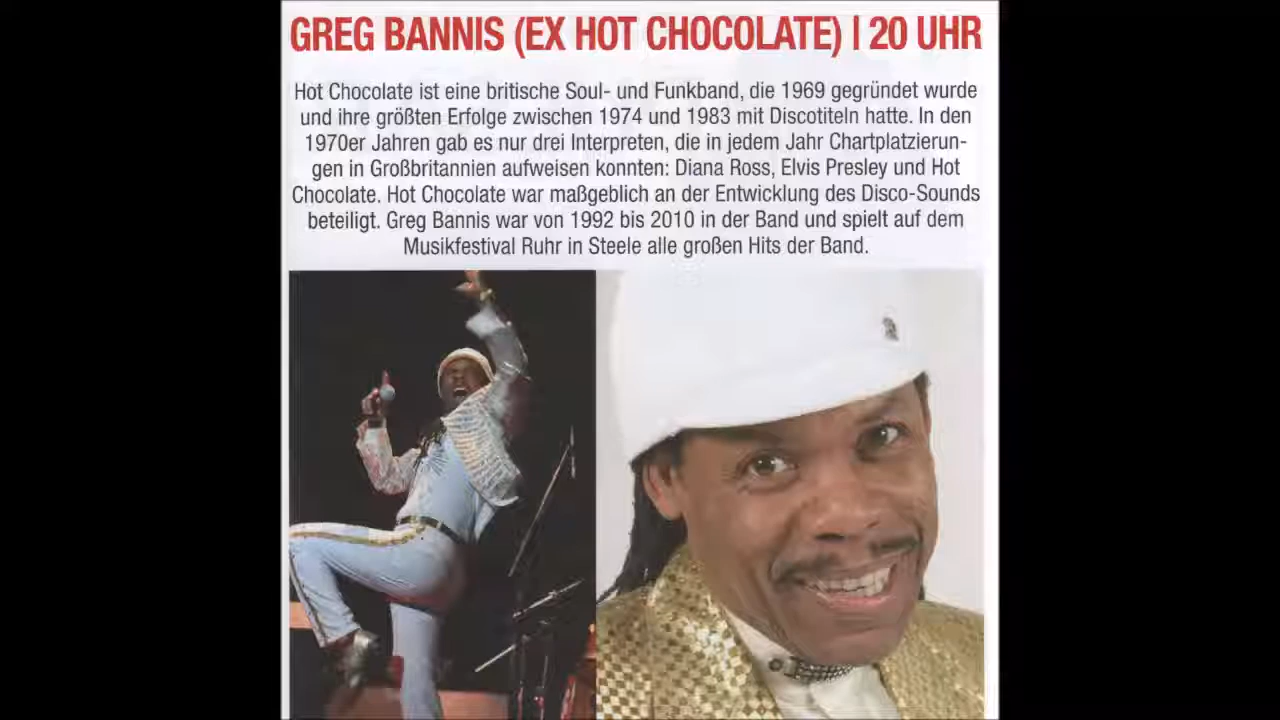 GREG BANNIS (EX HOT CHOCOLATE) | 20 UHR
Hot Chocolate ist eine britische Soul- und Funkband, die 1969 gegründet wurde
und ihre größten Erfolge zwischen 1974 und 1983 mit Discotiteln hatte. In den
1970er Jahren gab es nur drei Interpreten, die in jedem Jahr Chartplatzierun-
gen in Großbritannien aufweisen konnten: Diana Ross, Elvis Presley und Hot
Chocolate. Hot Chocolate war maßgeblich an der Entwicklung des Disco-Sounds
beteiligt. Greg Bannis war von 1992 bis 2010 in der Band und spielt auf dem
Musikfestival Ruhr in Steele alle großen Hits der Band.